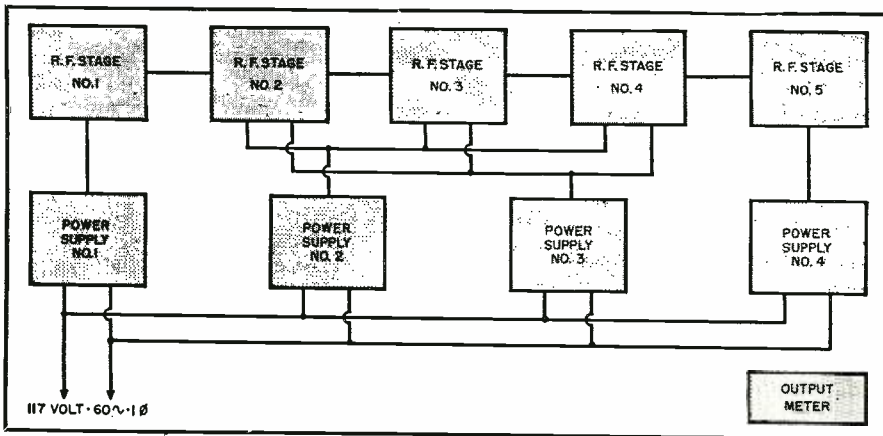 R.F. STAGE
NO.1
R.F. STAGE
NO.2
R.F. STAGE
NO. 3
R.F. STAGE
NO. 4
R.F. STAGE
NO. 5
POWER
SUPPLY
NO.1
POWER
SUPPLY
NO. 2
POWER
SUPPLY
NO. 3
POWER
SUPPLY
NO. 4
117 VOLT · 60∿ · 1Ø
OUTPUT
METER